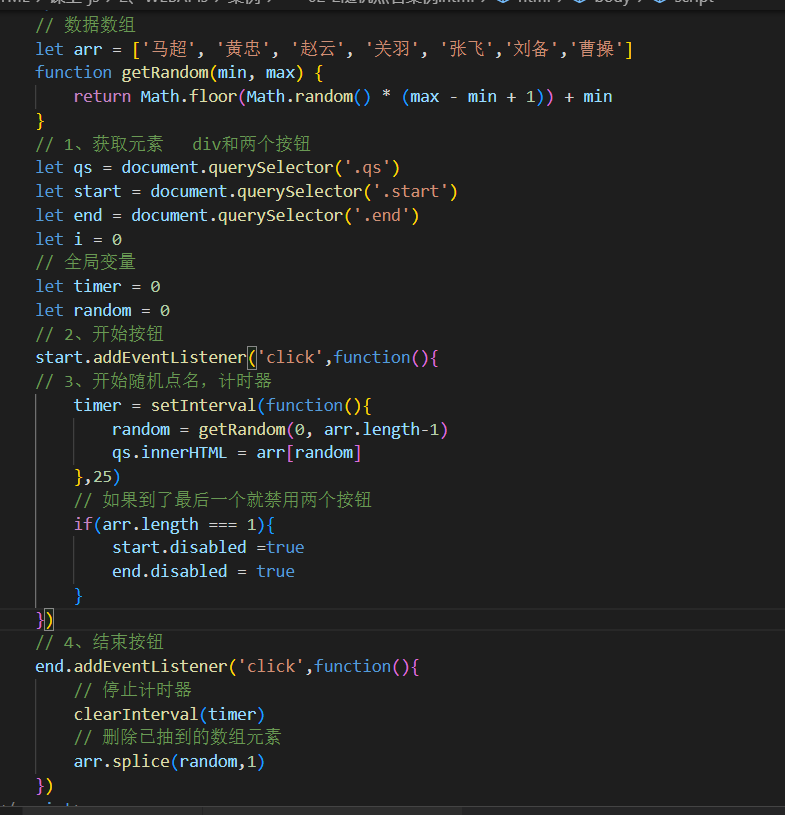 // 数据数组
let arr = ['马超', '黄忠', '赵云', '关羽', '张飞','刘备','曹操']
function getRandom(min, max) {
return Math.floor(Math.random() * (max - min + 1)) + min
}
// 1、获取元素   div和两个按钮
let qs = document.querySelector('.qs')
let start = document.querySelector('.start')
let end = document.querySelector('.end')
let i = 0
// 全局变量
let timer = 0
let random = 0
// 2、开始按钮
start.addEventListener('click',function(){
// 3、开始随机点名，计时器
timer = setInterval(function(){
random = getRandom(0, arr.length-1)
qs.innerHTML = arr[random]
},25)
// 如果到了最后一个就禁用两个按钮
if(arr.length === 1){
start.disabled =true
end.disabled = true
}
})
// 4、结束按钮
end.addEventListener('click',function(){
// 停止计时器
clearInterval(timer)
// 删除已抽到的数组元素
arr.splice(random,1)
})